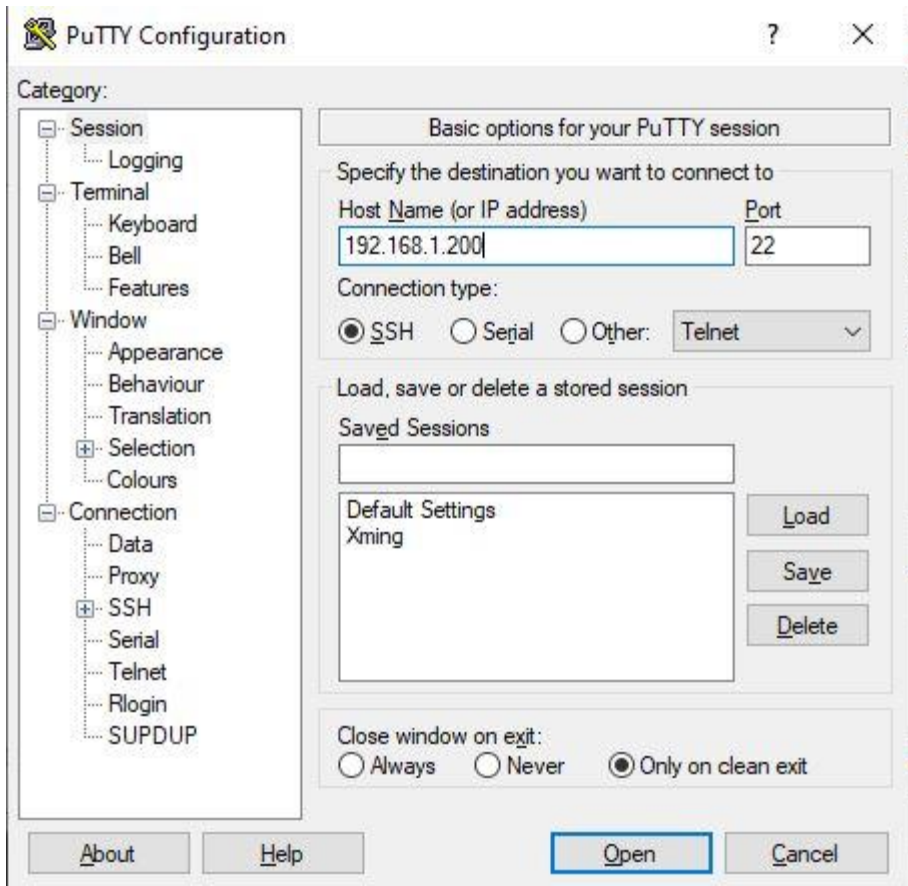 PuTTY Configuration
?
Category:
Session
Logging
Terminal
Keyboard
Bell
Features
Window
Appearance
Behaviour
Translation
Selection
Colours
Connection
Data
Proxy
SSH
Serial
Telnet
Rlogin
SUPDUP
Basic options for your PuTTY session
Specify the destination you want to connect to
Host Name (or IP address) Port
192.168.1.200 22
Connection type:
SSH Serial Other: Telnet
Load, save or delete a stored session
Saved Sessions
Default Settings
Xming
Load
Save
Delete
Close window on exit:
Always Never Only on clean exit
About Help Open Cancel